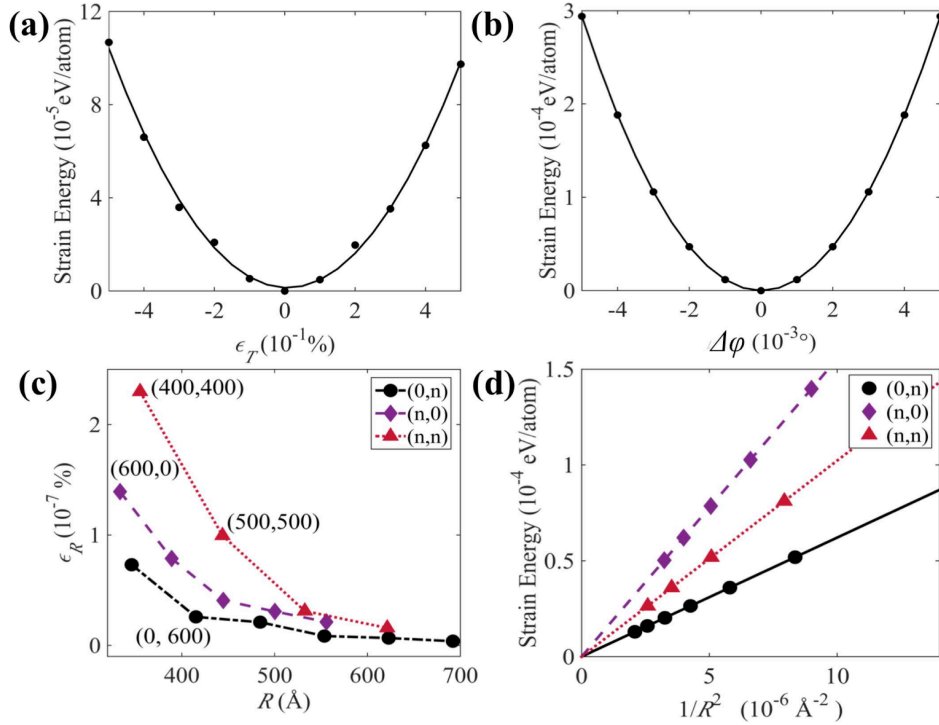 (a)
12
8
4
0
Strain Energy (10⁻⁵ eV/atom)
-4
-2
0
2
4
ϵ_T (10⁻¹%)
(b)
3
2
1
0
Strain Energy (10⁻⁴ eV/atom)
-4
-2
0
2
4
Δφ (10⁻³°)
(c)
2
1
0
ϵ_R (10⁻⁷ %)
(400,400)
(600,0)
(500,500)
(0, 600)
(0,n)
(n,0)
(n,n)
400
500
600
700
R (Å)
(d)
1.5
1
0.5
0
Strain Energy (10⁻⁴ eV/atom)
(0,n)
(n,0)
(n,n)
0
5
10
1/R² (10⁻⁶ Å⁻²)